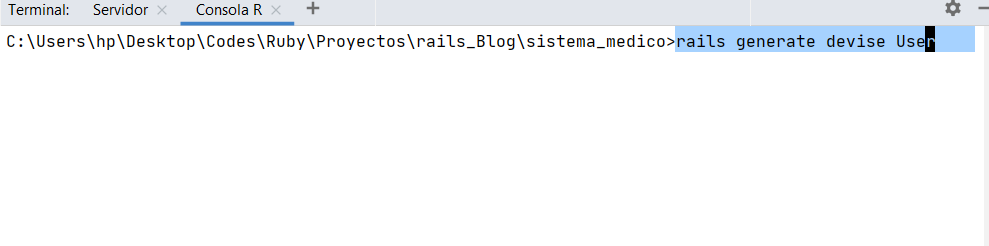 Terminal: Servidor × Consola R × +
C:\Users\hp\Desktop\Codes\Ruby\Proyectos\rails_Blog\sistema_medico>rails generate devise User